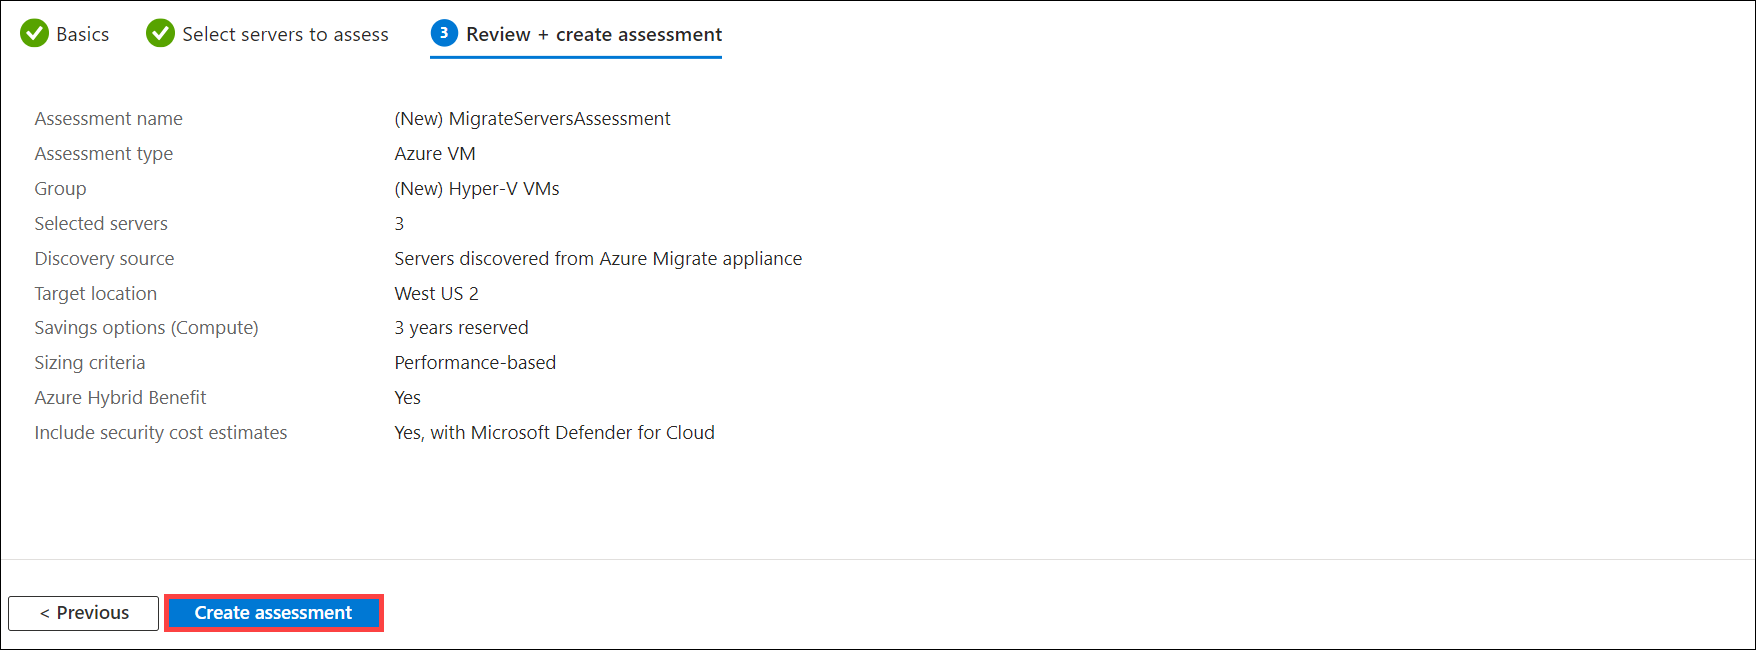 Basics Select servers to assess 3 Review + create assessment
Assessment name (New) MigrateServersAssessment
Assessment type Azure VM
Group (New) Hyper-V VMs
Selected servers 3
Discovery source Servers discovered from Azure Migrate appliance
Target location West US 2
Savings options (Compute) 3 years reserved
Sizing criteria Performance-based
Azure Hybrid Benefit Yes
Include security cost estimates Yes, with Microsoft Defender for Cloud
< Previous Create assessment